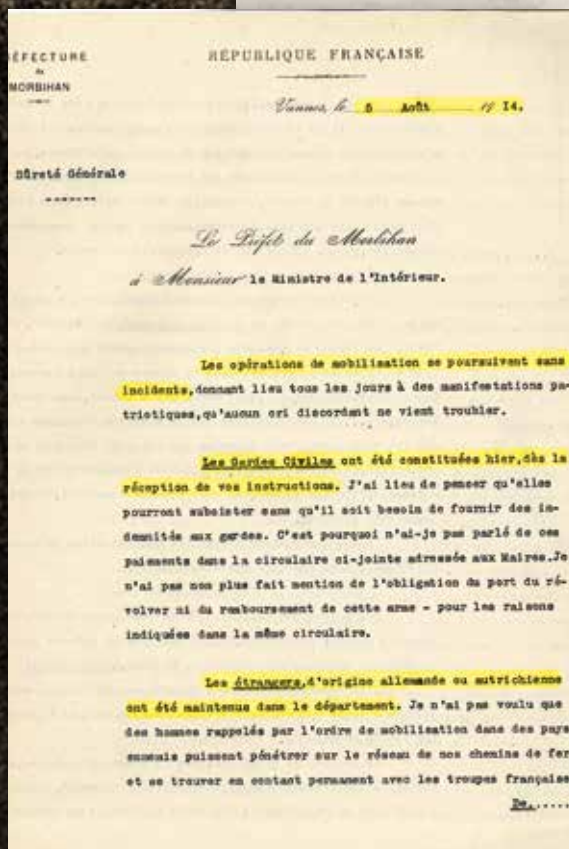 ÉFECTURE
de
MORBIHAN
RÉPUBLIQUE FRANÇAISE
Vannes, le 5 Août 19 14.
Sûreté Générale
Le Préfet du Morbihan
à Monsieur le Ministre de l'Intérieur.
Les opérations de mobilisation se poursuivent sans
incidents, donnant lieu tous les jours à des manifestations pa-
triotiques, qu'aucun cri discordant ne vient troubler.
Les Gardes Civiles ont été constituées hier, dès la
réception de vos instructions. J'ai lieu de penser qu'elles
pourront subsister sans qu'il soit besoin de fournir des in-
demnités aux gardes. C'est pourquoi n'ai-je pas parlé de ces
paiements dans la circulaire ci-jointe adressée aux Maires. Je
n'ai pas non plus fait mention de l'obligation du port du ré-
volver ni du remboursement de cette arme - pour les raisons
indiquées dans la même circulaire.
Les étrangers, d'origine allemande ou autrichienne
ont été maintenus dans le département. Je n'ai pas voulu que
des hommes rappelés par l'ordre de mobilisation dans des pays
ennemis puissent pénétrer sur le réseau de nos chemins de fer
et se trouver en contact permanent avec les troupes française
De.....